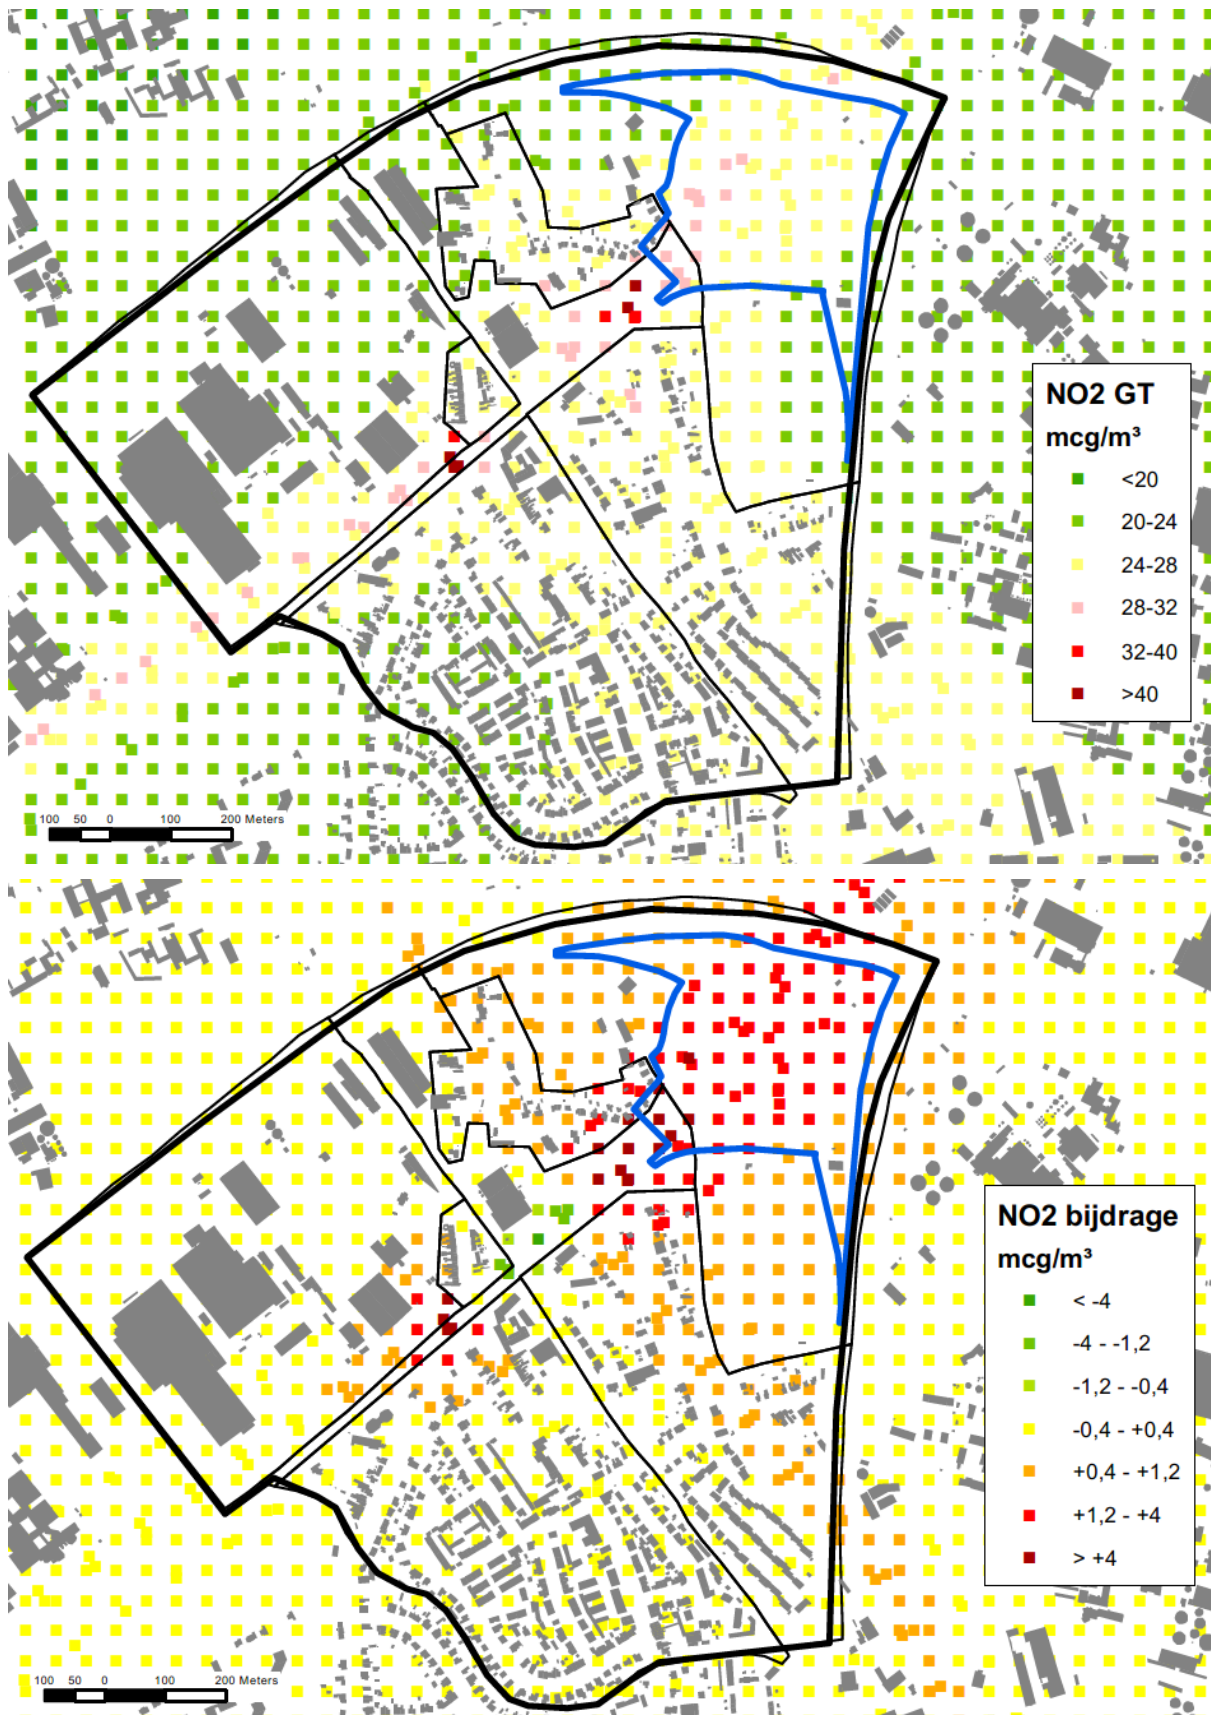 NO2 GT
mcg/m³
<20
20-24
24-28
28-32
32-40
>40
100 50 0 100 200 Meters
NO2 bijdrage
mcg/m³
< -4
-4 - -1,2
-1,2 - -0,4
-0,4 - +0,4
+0,4 - +1,2
+1,2 - +4
> +4
100 50 0 100 200 Meters